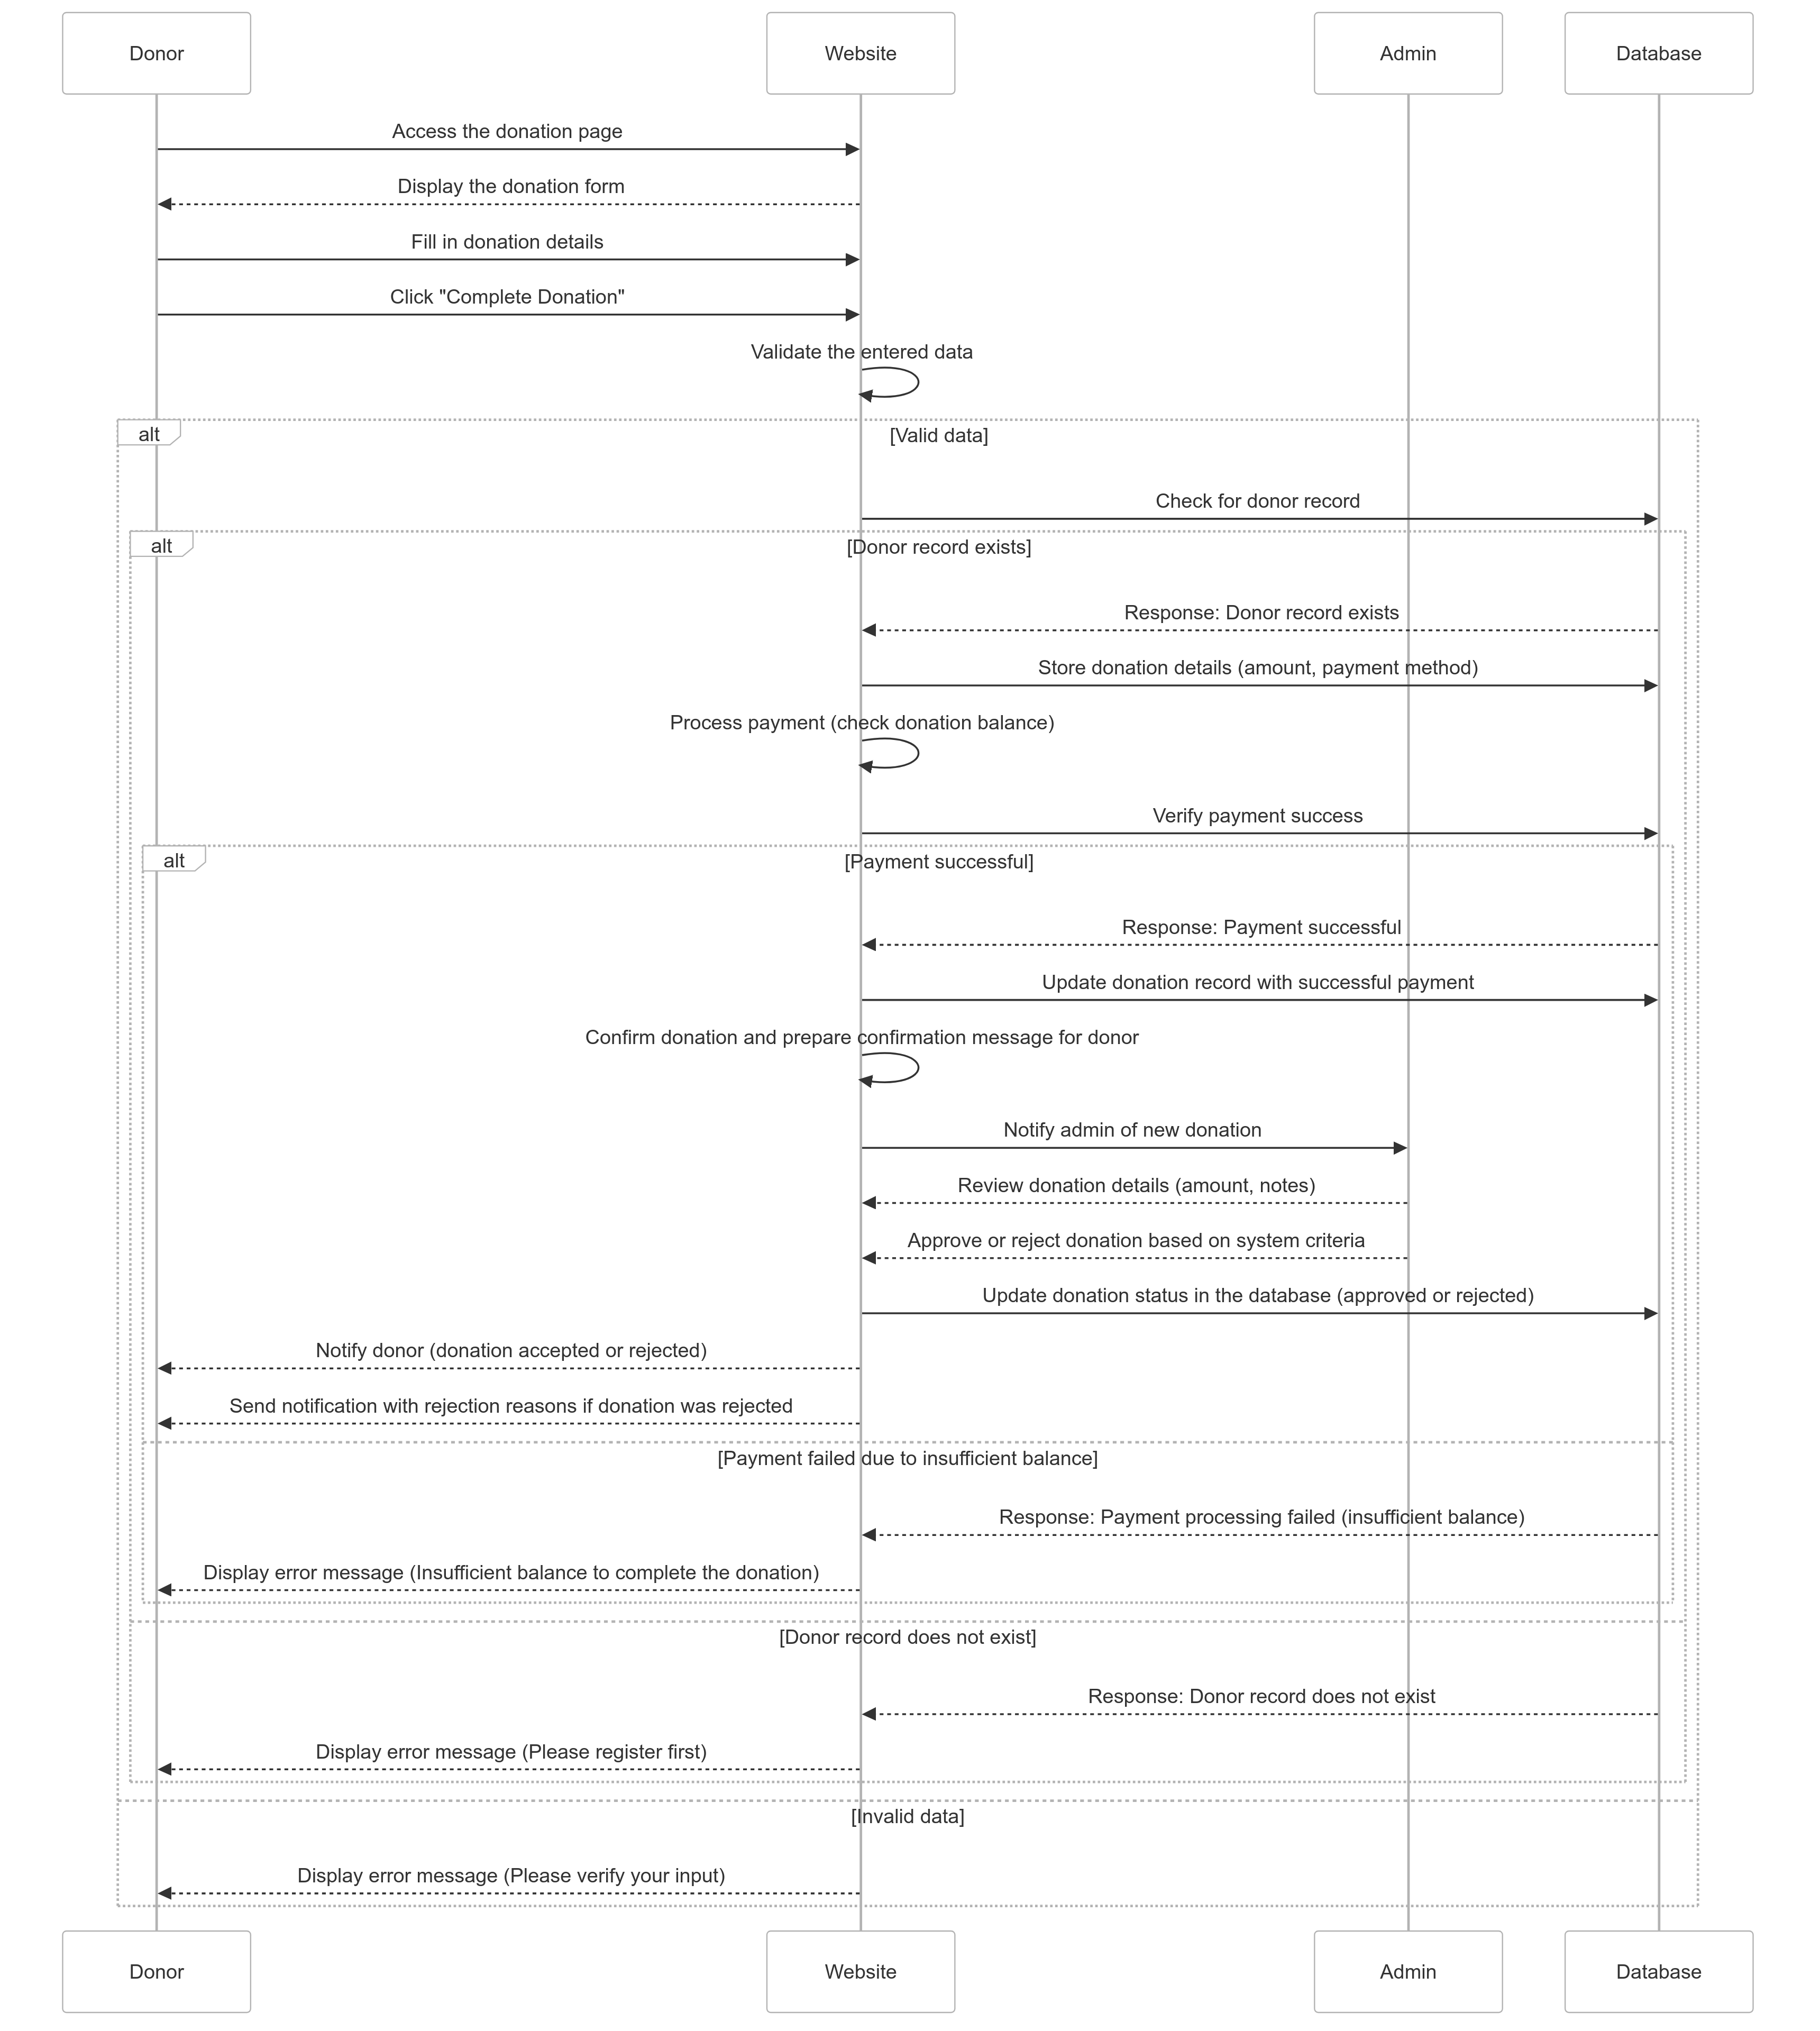 Donor
Website
Admin
Database
Access the donation page
Display the donation form
Fill in donation details
Click "Complete Donation"
Validate the entered data
alt
[Valid data]
Check for donor record
alt
[Donor record exists]
Response: Donor record exists
Store donation details (amount, payment method)
Process payment (check donation balance)
Verify payment success
alt
[Payment successful]
Response: Payment successful
Update donation record with successful payment
Confirm donation and prepare confirmation message for donor
Notify admin of new donation
Review donation details (amount, notes)
Approve or reject donation based on system criteria
Update donation status in the database (approved or rejected)
Notify donor (donation accepted or rejected)
Send notification with rejection reasons if donation was rejected
[Payment failed due to insufficient balance]
Response: Payment processing failed (insufficient balance)
Display error message (Insufficient balance to complete the donation)
[Donor record does not exist]
Response: Donor record does not exist
Display error message (Please register first)
[Invalid data]
Display error message (Please verify your input)
Donor
Website
Admin
Database